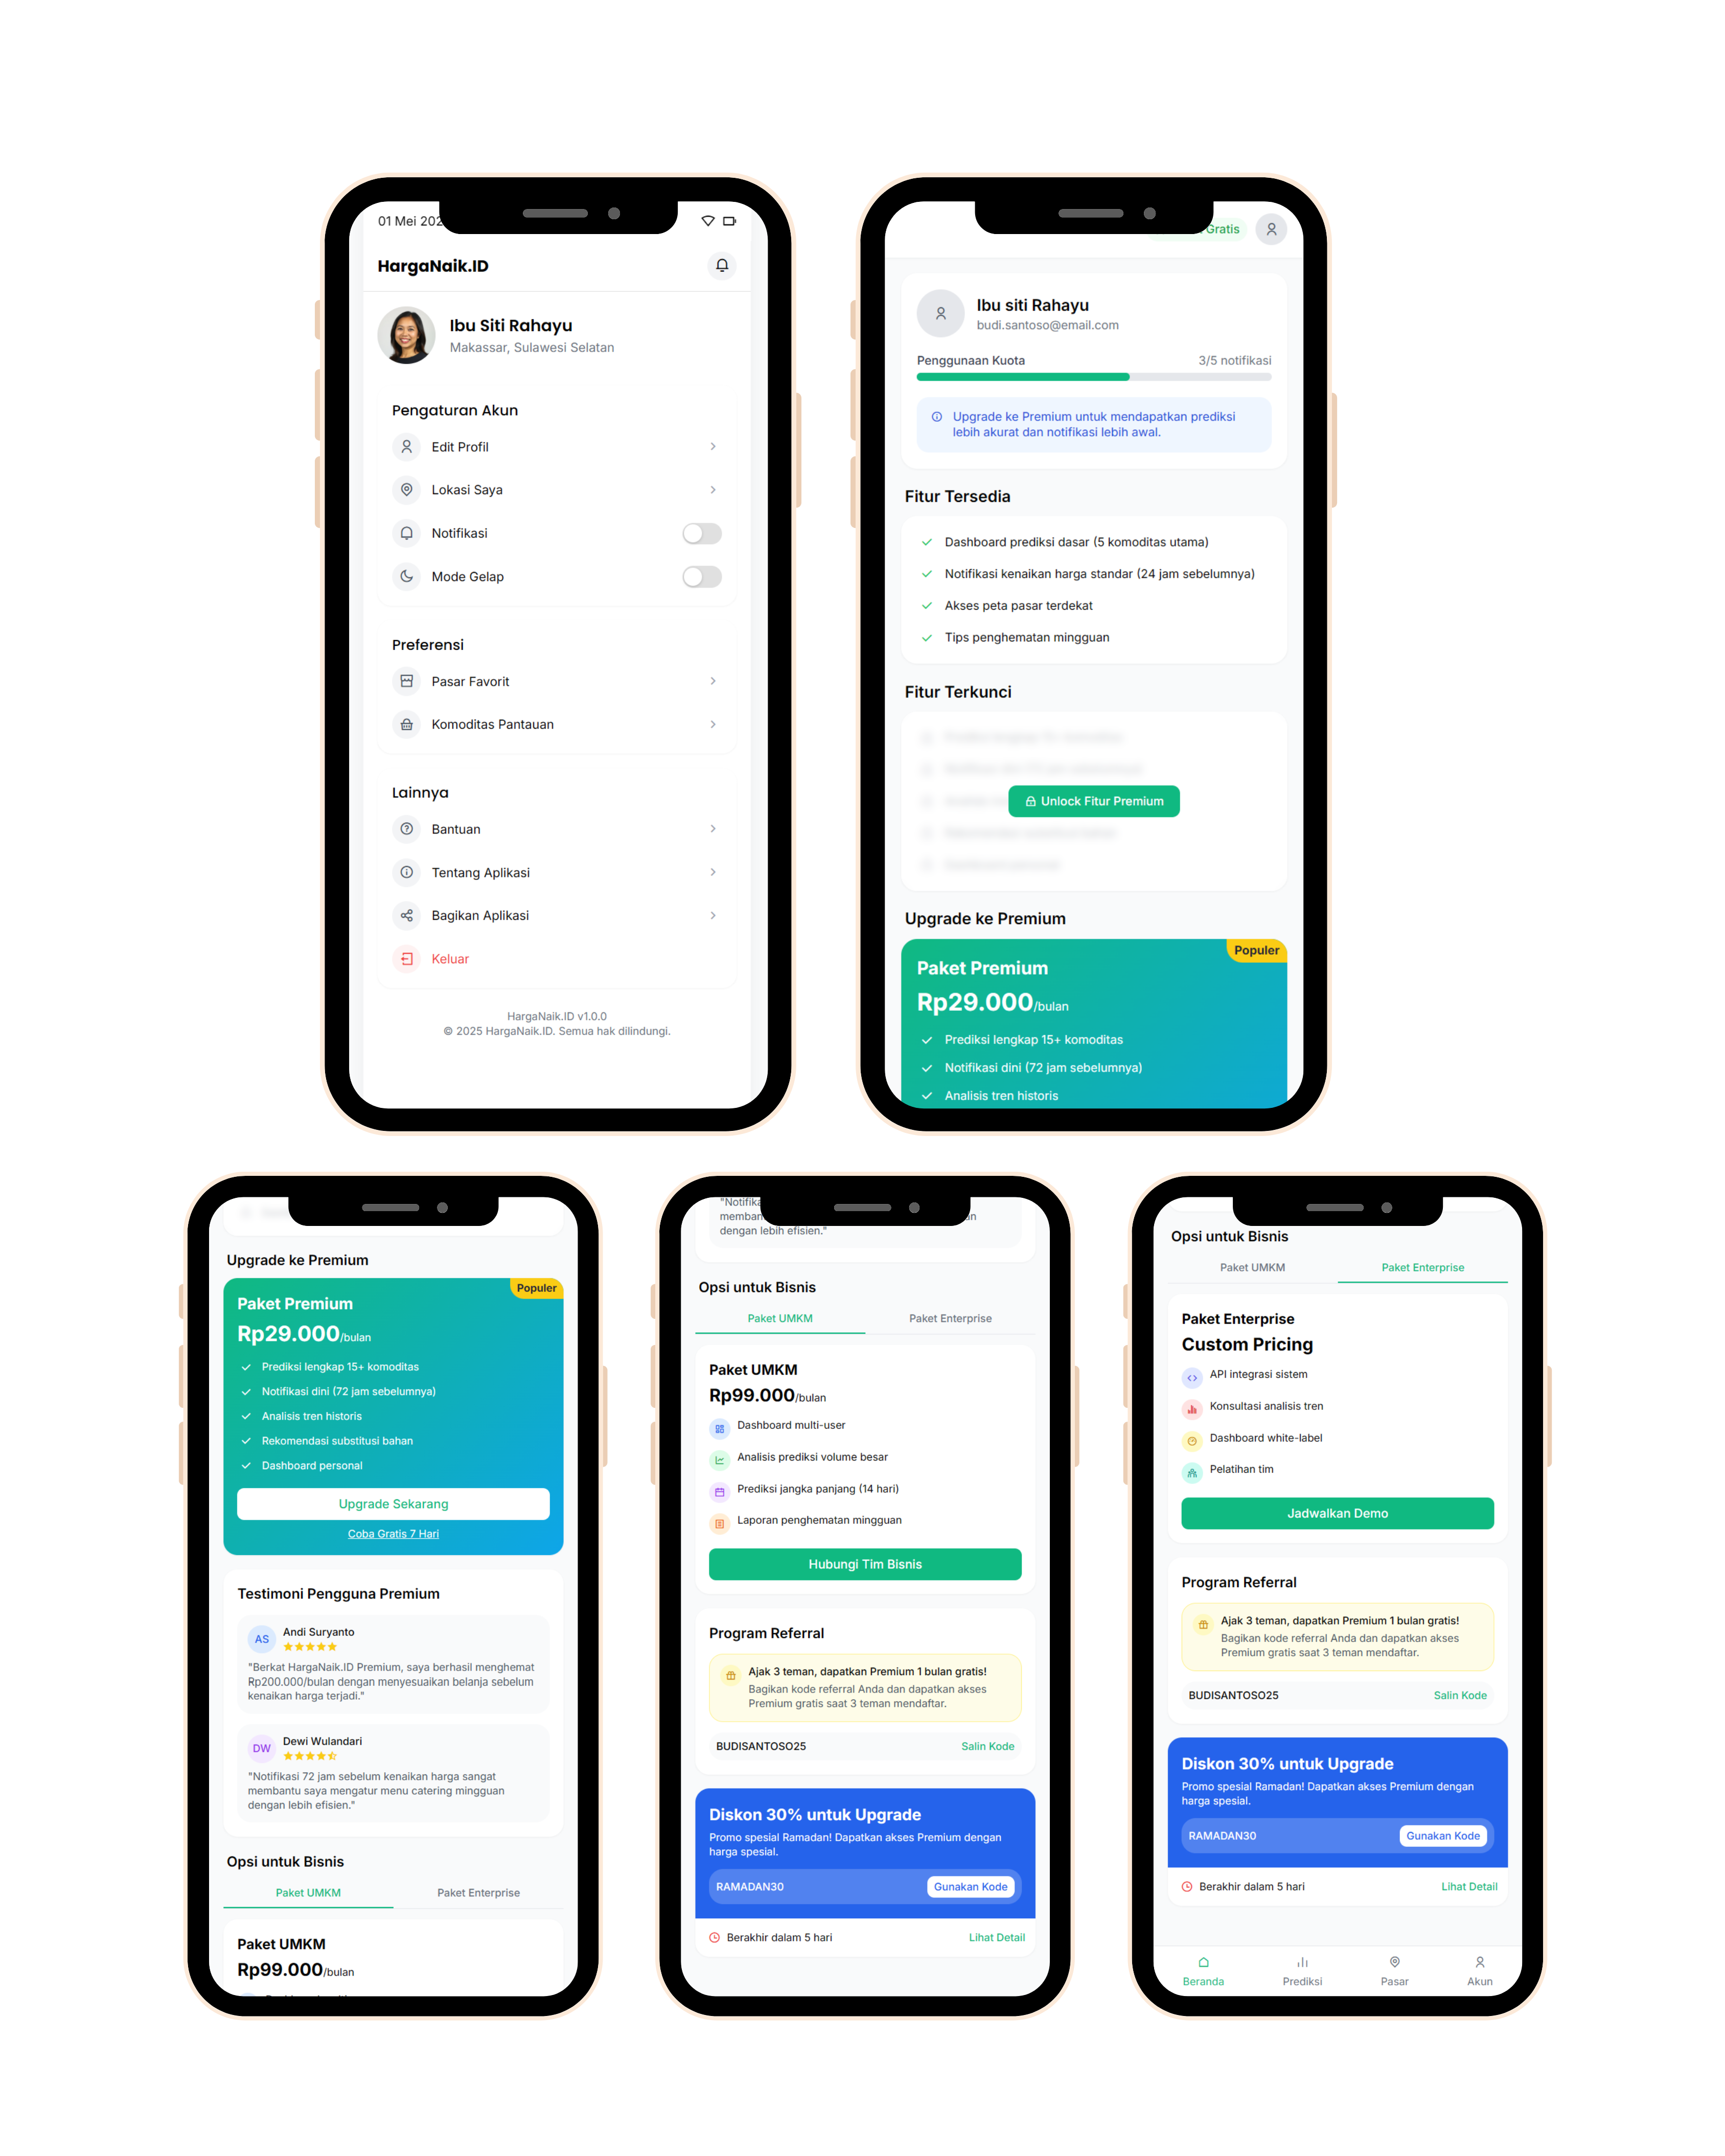 01 Mei 202
HargaNaik.ID
Ibu Siti Rahayu
Makassar, Sulawesi Selatan
Pengaturan Akun
Edit Profil
Lokasi Saya
Notifikasi
Mode Gelap
Preferensi
Pasar Favorit
Komoditas Pantauan
Lainnya
Bantuan
Tentang Aplikasi
Bagikan Aplikasi
Keluar
HargaNaik.ID v1.0.0
© 2025 HargaNaik.ID. Semua hak dilindungi.
Gratis
Ibu siti Rahayu
budi.santoso@email.com
Penggunaan Kuota 3/5 notifikasi
Upgrade ke Premium untuk mendapatkan prediksi
lebih akurat dan notifikasi lebih awal.
Fitur Tersedia
Dashboard prediksi dasar (5 komoditas utama)
Notifikasi kenaikan harga standar (24 jam sebelumnya)
Akses peta pasar terdekat
Tips penghematan mingguan
Fitur Terkunci
Unlock Fitur Premium
Upgrade ke Premium
Populer
Paket Premium
Rp29.000/bulan
Prediksi lengkap 15+ komoditas
Notifikasi dini (72 jam sebelumnya)
Analisis tren historis
Upgrade ke Premium
Populer
Paket Premium
Rp29.000/bulan
Prediksi lengkap 15+ komoditas
Notifikasi dini (72 jam sebelumnya)
Analisis tren historis
Rekomendasi substitusi bahan
Dashboard personal
Upgrade Sekarang
Coba Gratis 7 Hari
Testimoni Pengguna Premium
AS
Andi Suryanto
"Berkat HargaNaik.ID Premium, saya berhasil menghemat
Rp200.000/bulan dengan menyesuaikan belanja sebelum
kenaikan harga terjadi."
DW
Dewi Wulandari
"Notifikasi 72 jam sebelum kenaikan harga sangat
membantu saya mengatur menu catering mingguan
dengan lebih efisien."
Opsi untuk Bisnis
Paket UMKM Paket Enterprise
Paket UMKM
Rp99.000/bulan
"Notifika
memban an
dengan lebih efisien."
Opsi untuk Bisnis
Paket UMKM Paket Enterprise
Paket UMKM
Rp99.000/bulan
Dashboard multi-user
Analisis prediksi volume besar
Prediksi jangka panjang (14 hari)
Laporan penghematan mingguan
Hubungi Tim Bisnis
Program Referral
Ajak 3 teman, dapatkan Premium 1 bulan gratis!
Bagikan kode referral Anda dan dapatkan akses
Premium gratis saat 3 teman mendaftar.
BUDISANTOSO25 Salin Kode
Diskon 30% untuk Upgrade
Promo spesial Ramadan! Dapatkan akses Premium dengan
harga spesial.
RAMADAN30 Gunakan Kode
Berakhir dalam 5 hari Lihat Detail
Opsi untuk Bisnis
Paket UMKM Paket Enterprise
Paket Enterprise
Custom Pricing
API integrasi sistem
Konsultasi analisis tren
Dashboard white-label
Pelatihan tim
Jadwalkan Demo
Program Referral
Ajak 3 teman, dapatkan Premium 1 bulan gratis!
Bagikan kode referral Anda dan dapatkan akses
Premium gratis saat 3 teman mendaftar.
BUDISANTOSO25 Salin Kode
Diskon 30% untuk Upgrade
Promo spesial Ramadan! Dapatkan akses Premium dengan
harga spesial.
RAMADAN30 Gunakan Kode
Berakhir dalam 5 hari Lihat Detail
Beranda Prediksi Pasar Akun